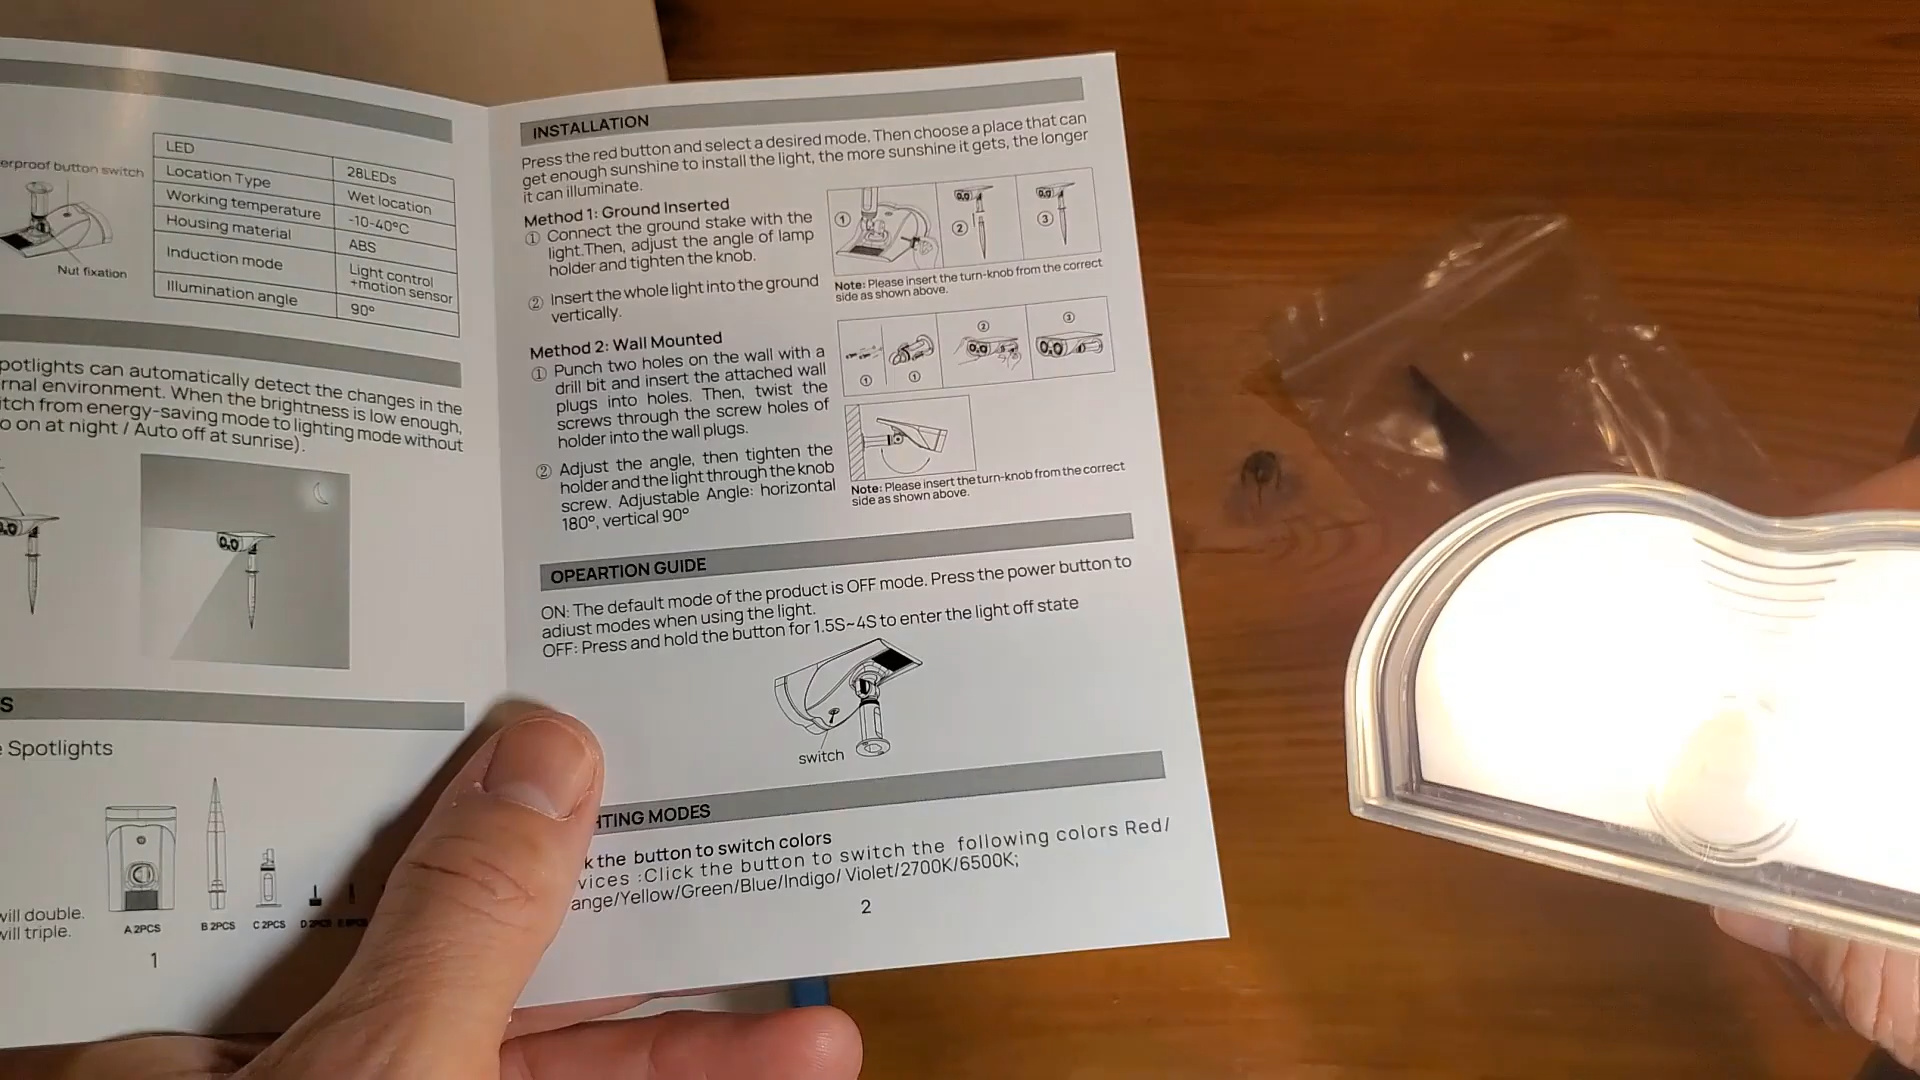 erproof button switch
Nut fixation
LED 28LEDs
Location Type Wet location
Working temperature -10-40°C
Housing material ABS
Induction mode Light control
+motion sensor
Illumination angle 90°
potlights can automatically detect the changes in the
rnal environment. When the brightness is low enough,
itch from energy-saving mode to lighting mode without
o on at night / Auto off at sunrise).
S
Spotlights
will double.
will triple.
A 2PCS
B 2PCS
C 2PCS
1
INSTALLATION
Press the red button and select a desired mode. Then choose a place that can
get enough sunshine to install the light, the more sunshine it gets, the longer
it can illuminate.
Method 1: Ground Inserted
① Connect the ground stake with the
light.Then, adjust the angle of lamp
holder and tighten the knob.
② Insert the whole light into the ground
vertically.
① ② ③
Note: Please insert the turn-knob from the correct
side as shown above.
Method 2: Wall Mounted
① Punch two holes on the wall with a
drill bit and insert the attached wall
plugs into holes. Then, twist the
screws through the screw holes of
holder into the wall plugs.
② Adjust the angle, then tighten the
holder and the light through the knob
screw. Adjustable Angle: horizontal
180°, vertical 90°
① ① ② ③
Note: Please insert the turn-knob from the correct
side as shown above.
OPEARTION GUIDE
ON: The default mode of the product is OFF mode. Press the power button to
adiust modes when using the light.
OFF: Press and hold the button for 1.5S~4S to enter the light off state
switch
HTING MODES
k the button to switch colors
vices :Click the button to switch the following colors Red/
ange/Yellow/Green/Blue/Indigo/ Violet/2700K/6500K;
2